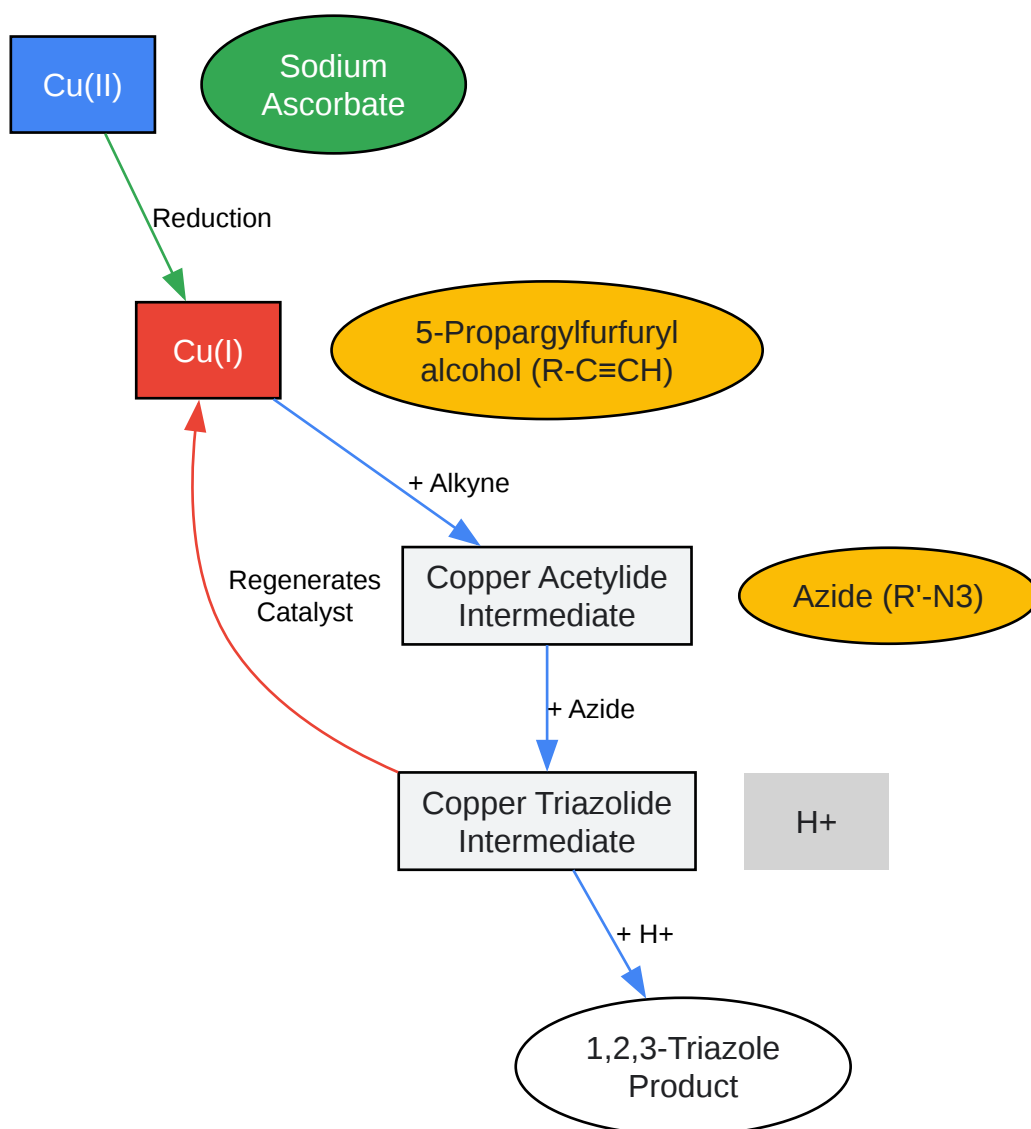 Cu(II)
Sodium
Ascorbate
Reduction
Cu(I)
5-Propargylfurfuryl
alcohol (R-C≡CH)
+ Alkyne
Regenerates
Catalyst
Copper Acetylide
Intermediate
Azide (R'-N3)
+ Azide
Copper Triazolide
Intermediate
H+
+ H+
1,2,3-Triazole
Product